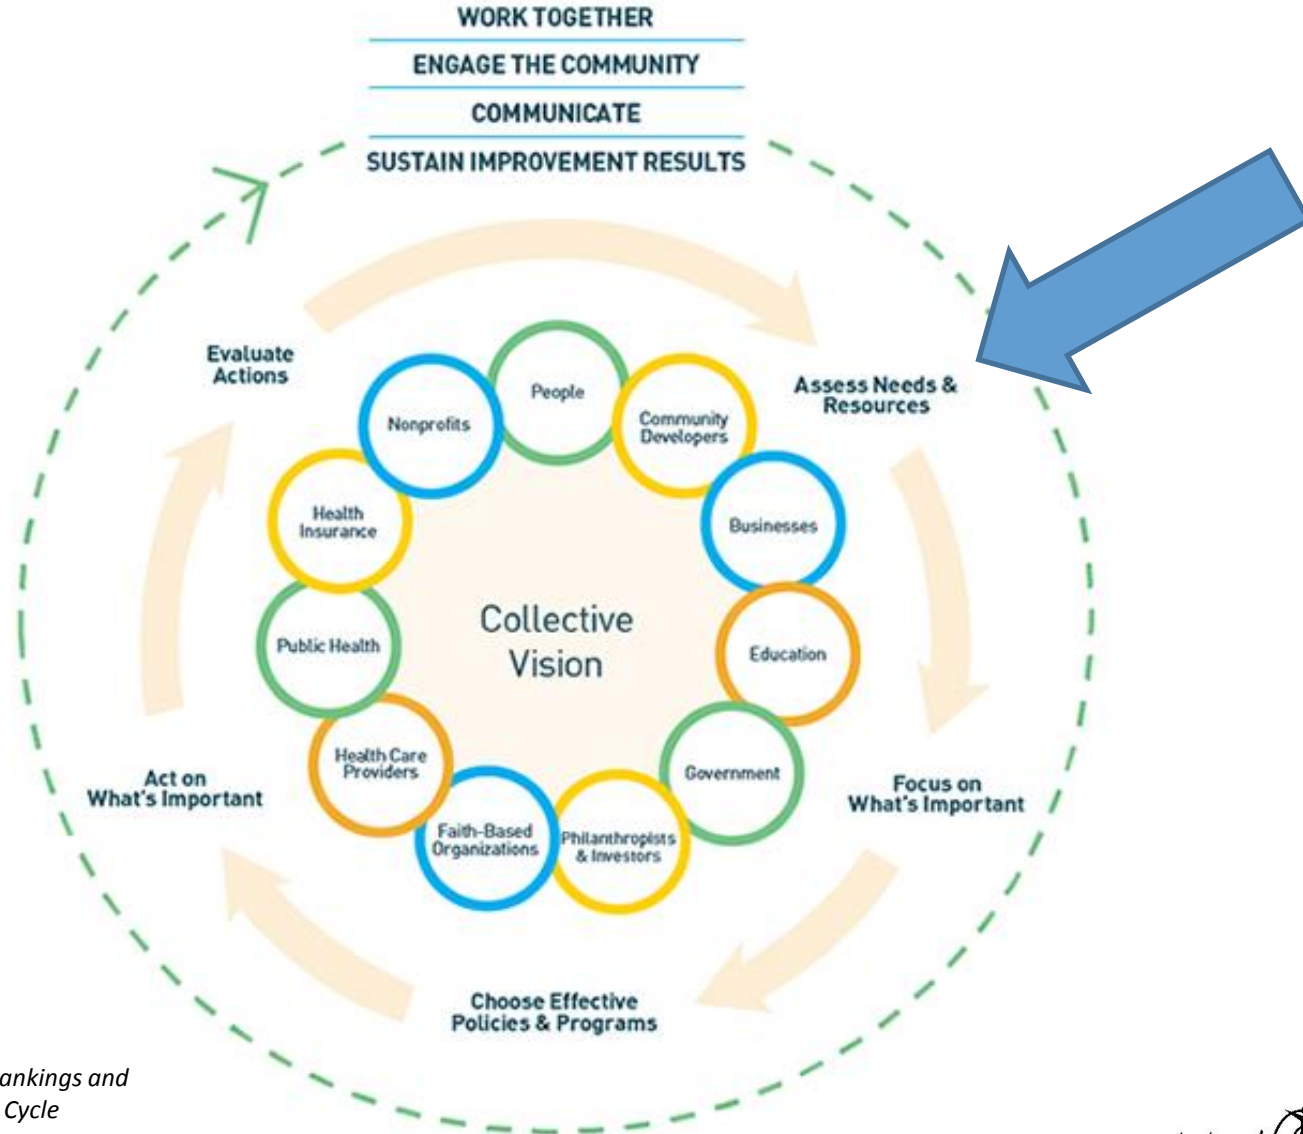 WORK TOGETHER
ENGAGE THE COMMUNITY
COMMUNICATE
SUSTAIN IMPROVEMENT RESULTS
Evaluate
Actions
Assess Needs &
Resources
People
Nonprofits
Community
Developers
Health
Insurance
Businesses
Collective
Vision
Public Health
Education
Health Care
Providers
Government
Act on
What's Important
Focus on
What's Important
Faith-Based
Organizations
Philanthropists
& Investors
Choose Effective
Policies & Programs
ankings and
Cycle